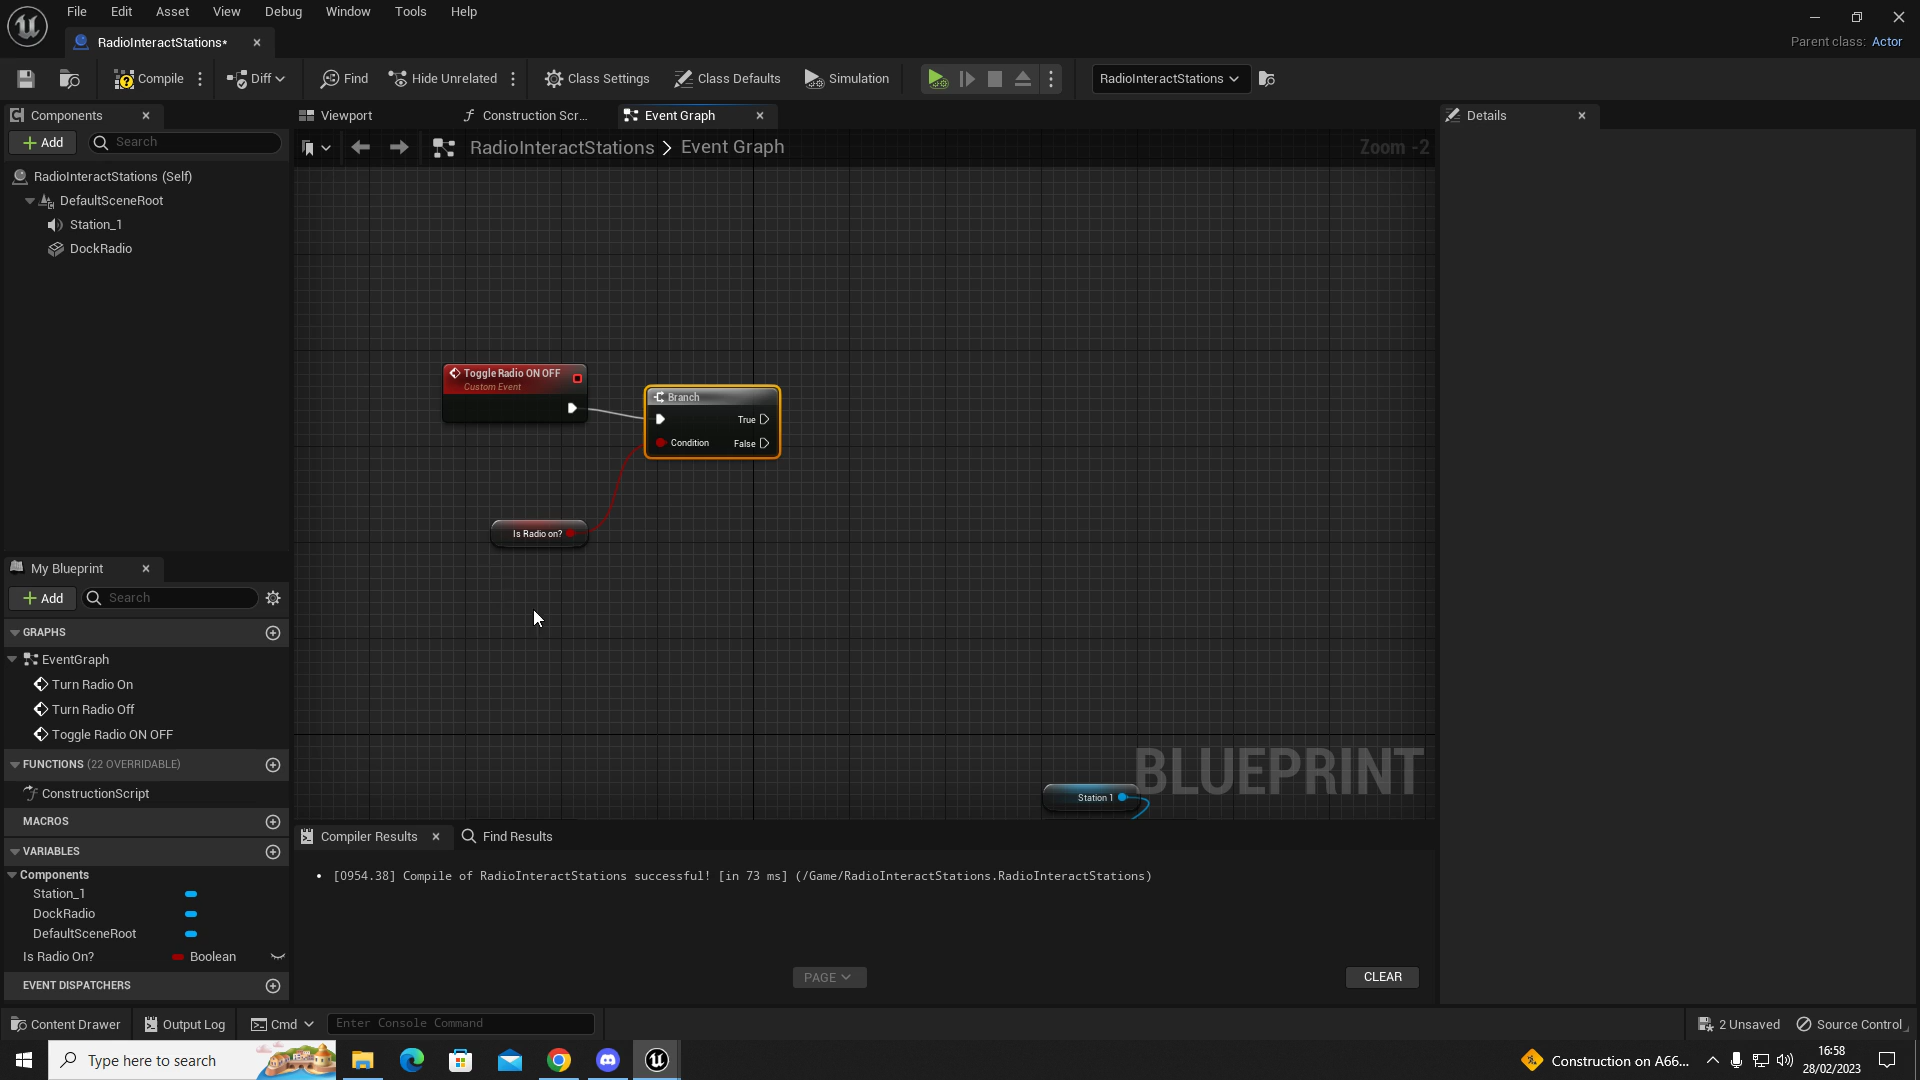 File Edit Asset View Debug Window Tools Help
RadioInteractStations*
Parent class: Actor
Compile Diff Find Hide Unrelated Class Settings Class Defaults Simulation RadioInteractStations
Components
Add Search
RadioInteractStations (Self)
DefaultSceneRoot
Station_1
DockRadio
Viewport Construction Scr... Event Graph
RadioInteractStations > Event Graph
Zoom -2
Toggle Radio ON OFF
Custom Event
Branch
True
Condition False
Is Radio on?
Station 1
BLUEPRINT
Details
My Blueprint
Add Search
GRAPHS
EventGraph
Turn Radio On
Turn Radio Off
Toggle Radio ON OFF
FUNCTIONS (22 OVERRIDABLE)
ConstructionScript
MACROS
VARIABLES
Components
Station_1
DockRadio
DefaultSceneRoot
Is Radio On? Boolean
EVENT DISPATCHERS
Compiler Results Find Results
[0954.38] Compile of RadioInteractStations successful! [in 73 ms] (/Game/RadioInteractStations.RadioInteractStations)
PAGE
CLEAR
Content Drawer Output Log Cmd Enter Console Command 2 Unsaved Source Control
Type here to search
Construction on A66...
16:58
28/02/2023